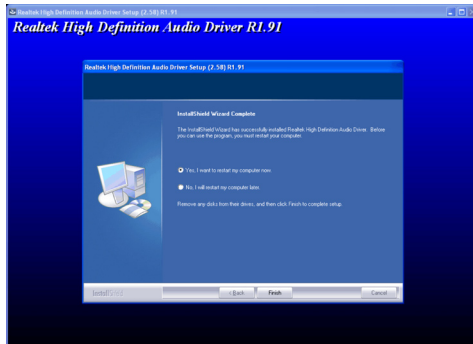 Realtek High Definition Audio Driver Setup (2.58) R1.91
Realtek High Definition Audio Driver R1.91
Realtek High Definition Audio Driver Setup (2.58) R1.91
InstallShield Wizard Complete
The InstallShield Wizard has successfully installed Realtek High Definition Audio Driver. Before
you can use the program, you must restart your computer.
Yes, I want to restart my computer now.
No, I will restart my computer later.
Remove any disks from their drives, and then click Finish to complete setup.
InstallShield
< Back Finish Cancel